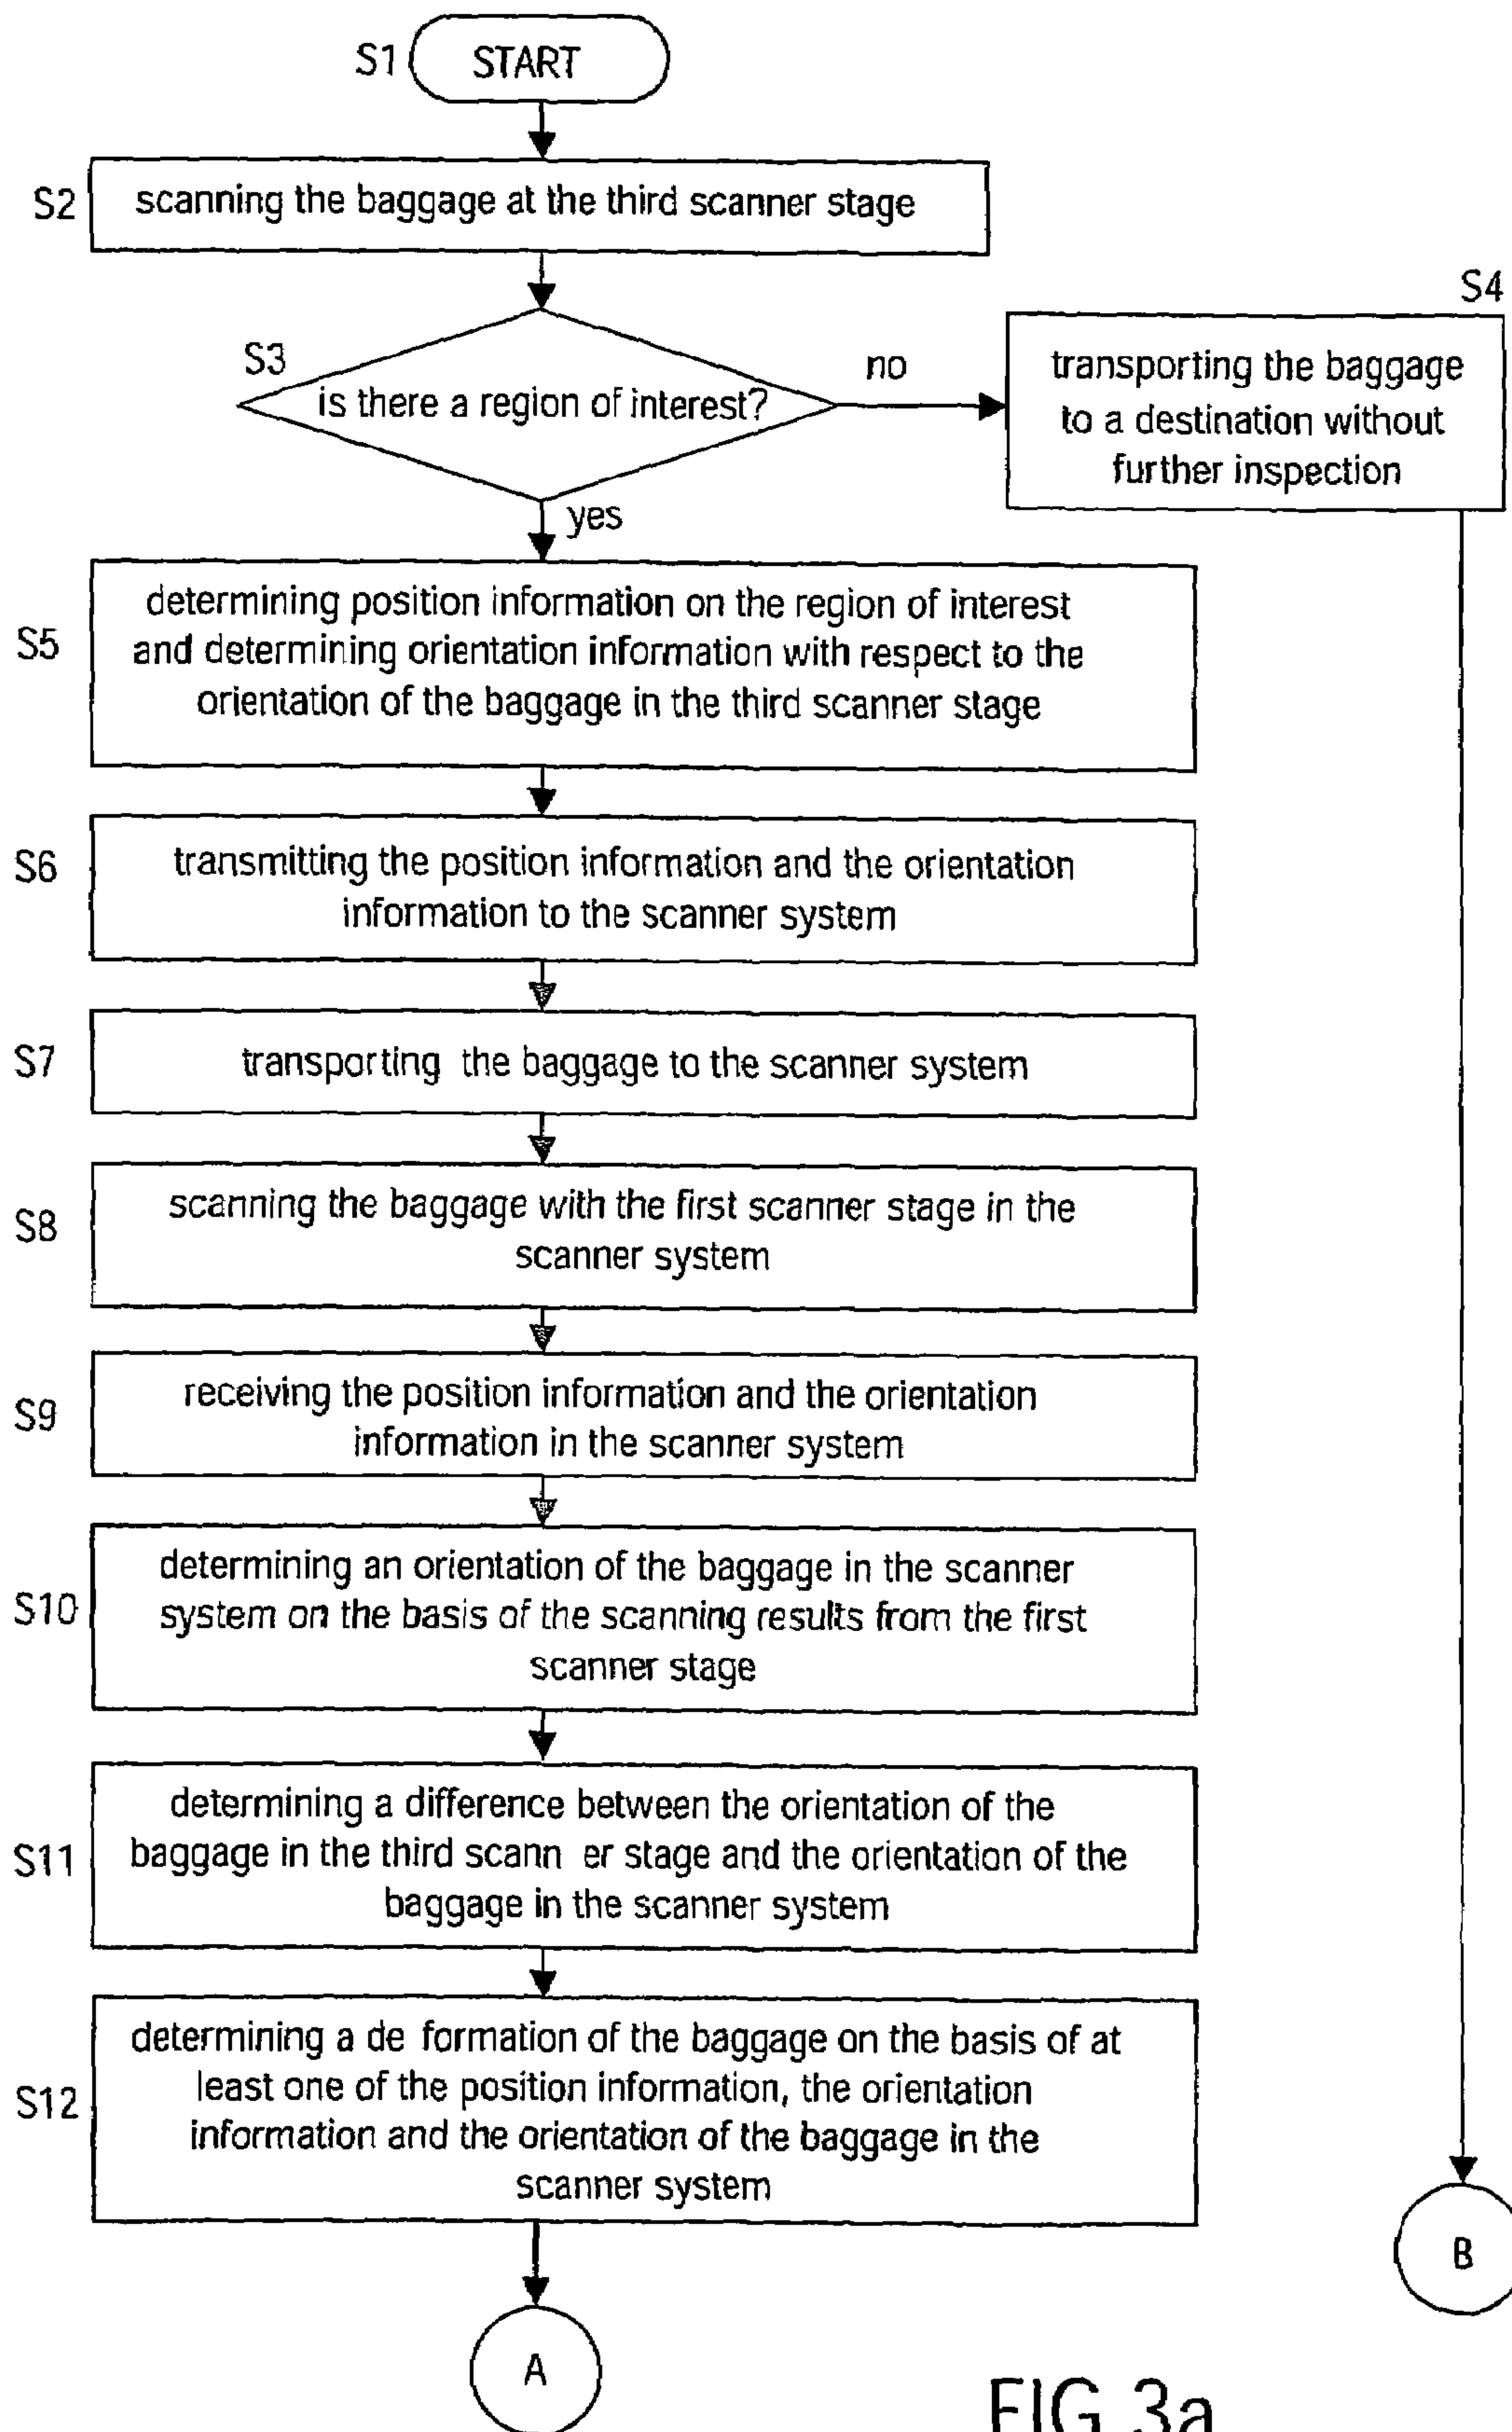 S1 START
S2 scanning the baggage at the third scanner stage
S4
S3
is there a region of interest?
no
transporting the baggage
to a destination without
further inspection
yes
S5
determining position information on the region of interest
and determining orientation information with respect to the
orientation of the baggage in the third scanner stage
S6
transmitting the position information and the orientation
information to the scanner system
S7 transporting the baggage to the scanner system
S8
scanning the baggage with the first scanner stage in the
scanner system
S9
receiving the position information and the orientation
information in the scanner system
S10
determining an orientation of the baggage in the scanner
system on the basis of the scanning results from the first
scanner stage
S11
determining a difference between the orientation of the
baggage in the third scann er stage and the orientation of the
baggage in the scanner system
S12
determining a de formation of the baggage on the basis of at
least one of the position information, the orientation
information and the orientation of the baggage in the
scanner system
B
A
FIG 3a